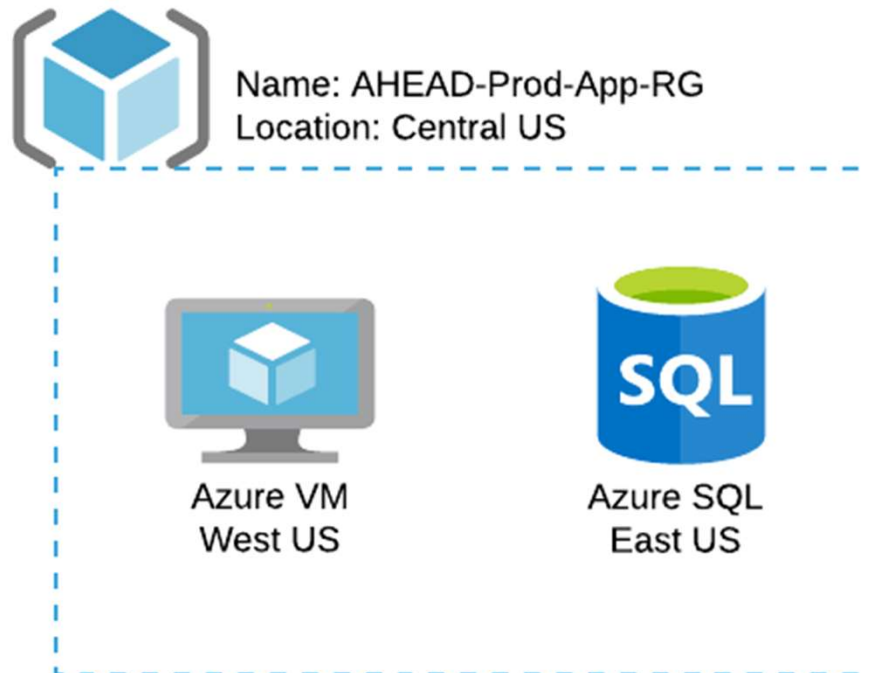 Name: AHEAD-Prod-App-RG
Location: Central US
SQL
Azure VM
West US
Azure SQL
East US